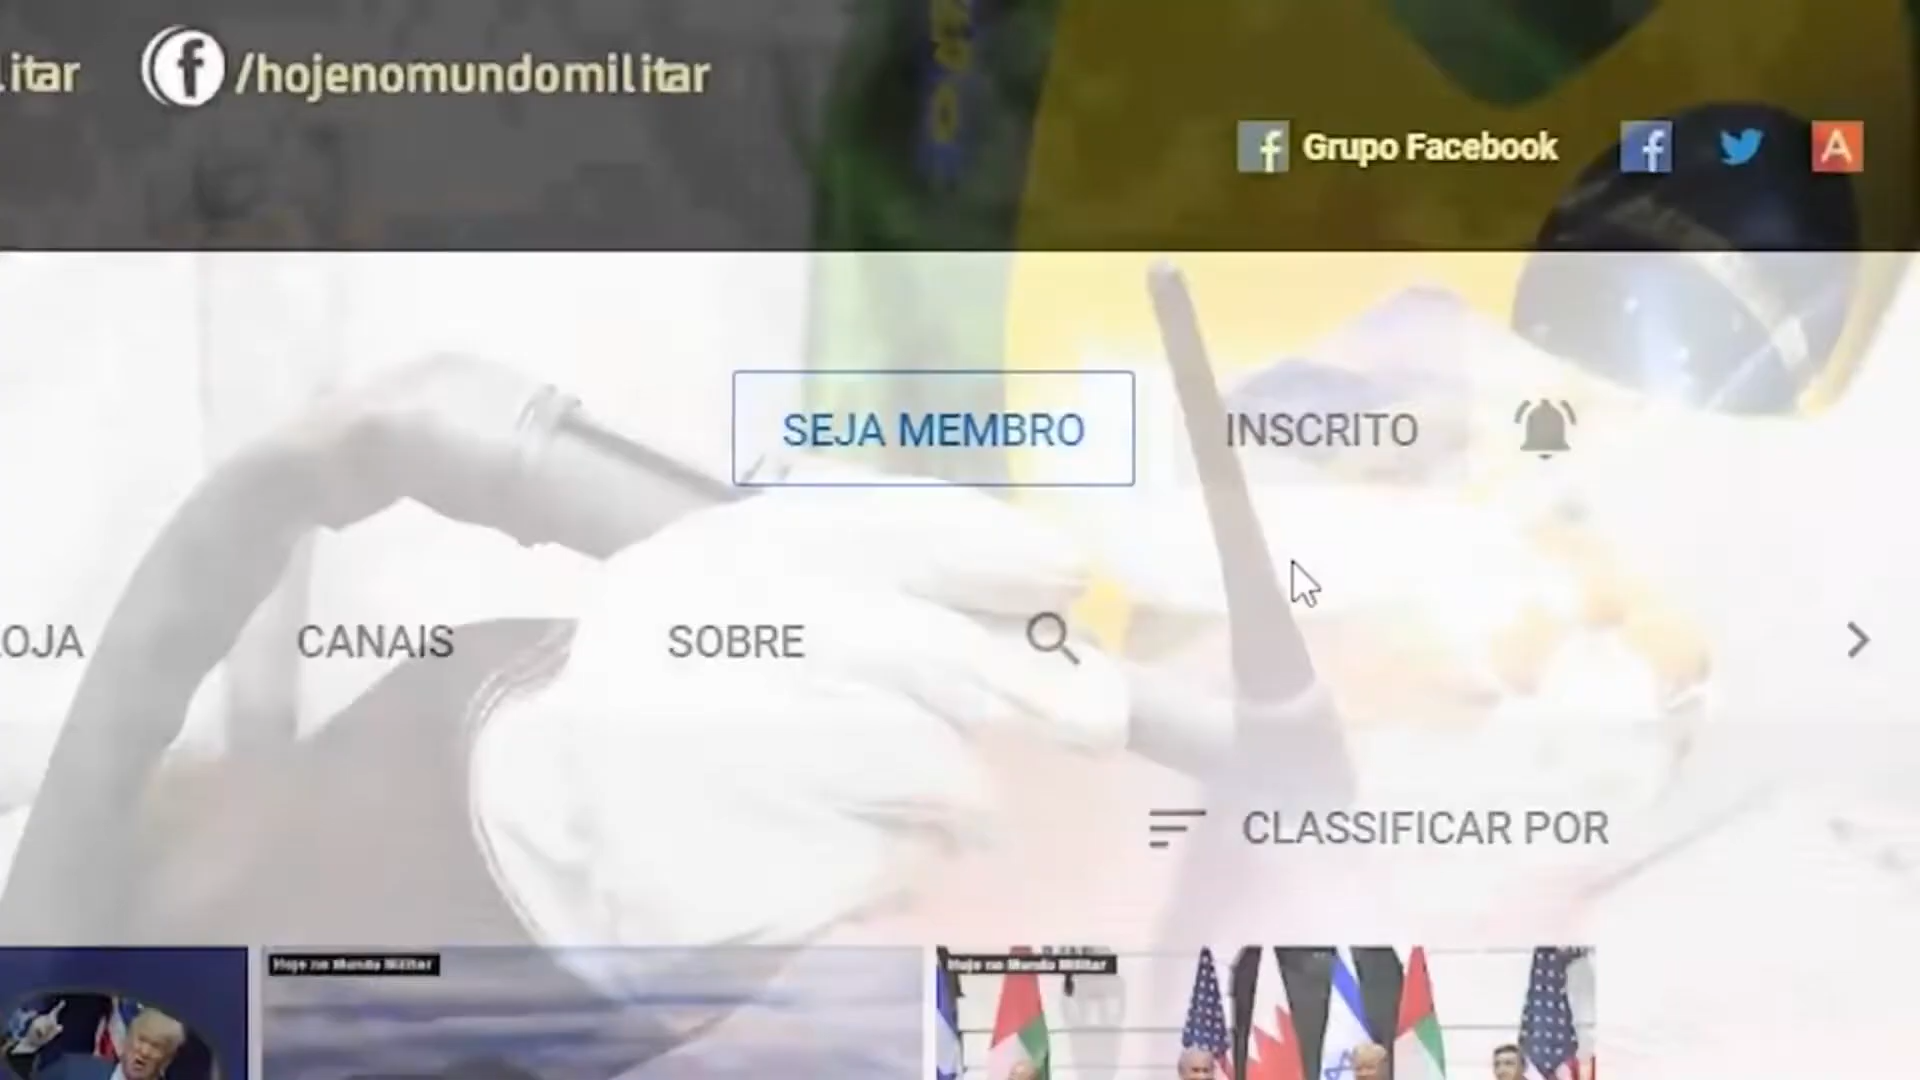 litar /hojenomundomilitar
Grupo Facebook
SEJA MEMBRO INSCRITO
OJA CANAIS SOBRE
CLASSIFICAR POR
Hoje no Mundo Militar Hoje no Mundo Militar